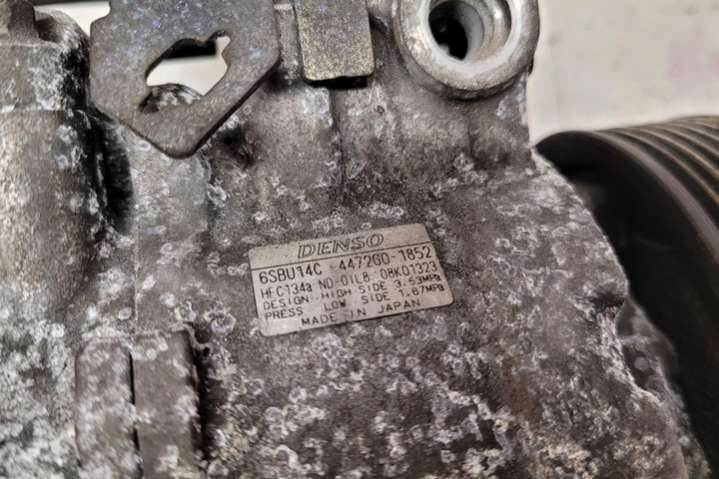 DENSO
6SBU14C 447260-1852
HFC134a ND-OIL8 08K01323
DESIGN HIGH SIDE 3.53MPa
PRESS LOW SIDE 1.67MPa
MADE IN JAPAN